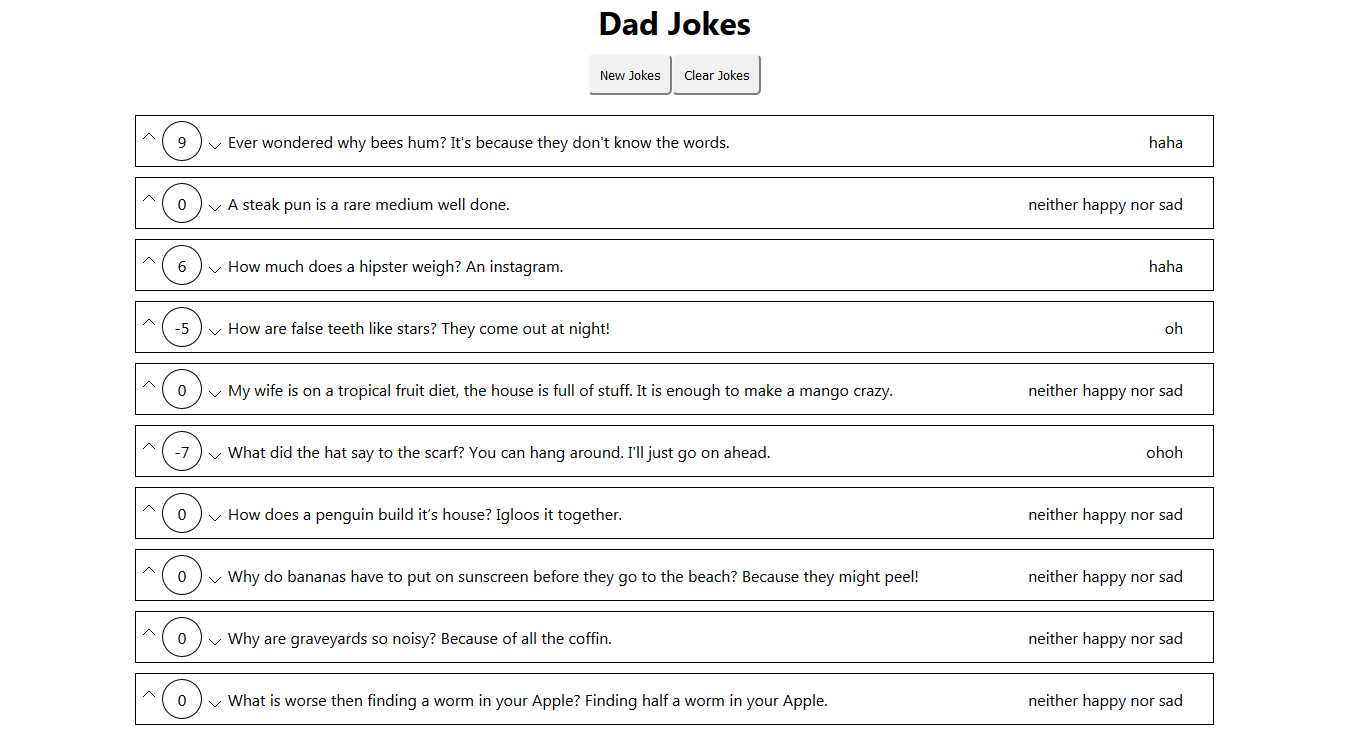 Dad Jokes
New Jokes Clear Jokes
9 Ever wondered why bees hum? It's because they don't know the words. haha
0 A steak pun is a rare medium well done. neither happy nor sad
6 How much does a hipster weigh? An instagram. haha
-5 How are false teeth like stars? They come out at night! oh
0 My wife is on a tropical fruit diet, the house is full of stuff. It is enough to make a mango crazy. neither happy nor sad
-7 What did the hat say to the scarf? You can hang around. I'll just go on ahead. ohoh
0 How does a penguin build it’s house? Igloos it together. neither happy nor sad
0 Why do bananas have to put on sunscreen before they go to the beach? Because they might peel! neither happy nor sad
0 Why are graveyards so noisy? Because of all the coffin. neither happy nor sad
0 What is worse then finding a worm in your Apple? Finding half a worm in your Apple. neither happy nor sad